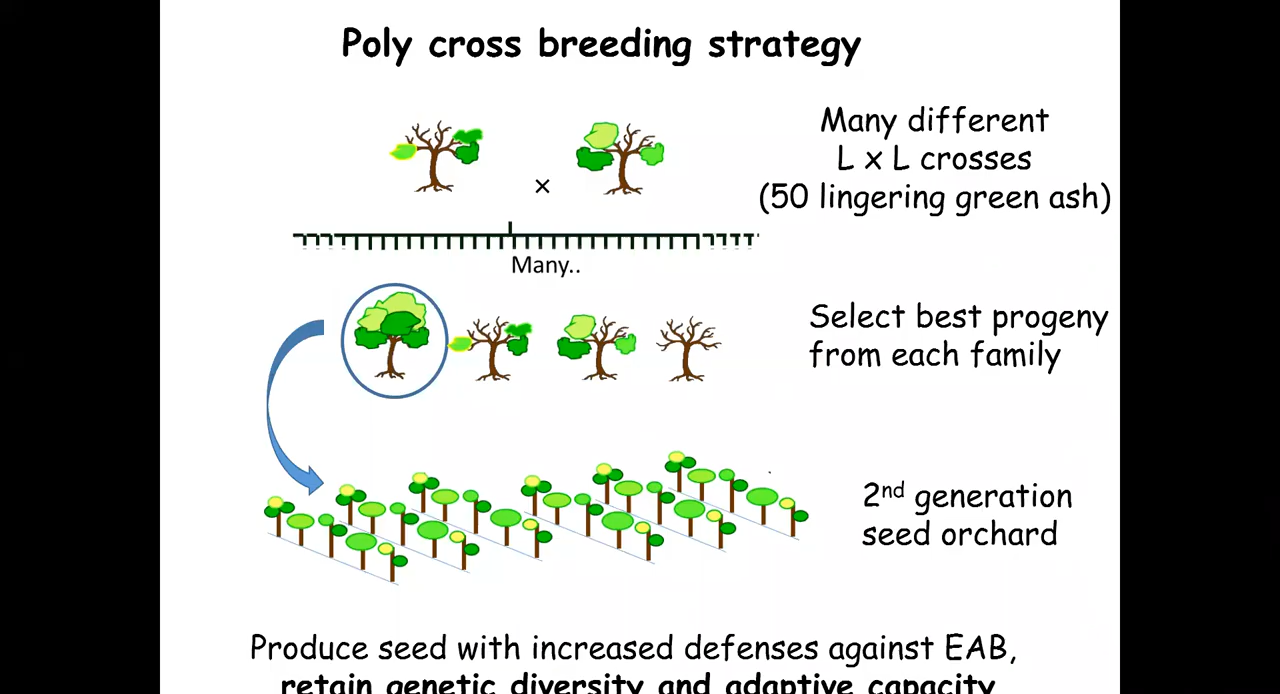 Poly cross breeding strategy
Many different
L x L crosses
(50 lingering green ash)
×
Many..
Select best progeny
from each family
2nd generation
seed orchard
Produce seed with increased defenses against EAB,
retain genetic diversity and adaptive capacity